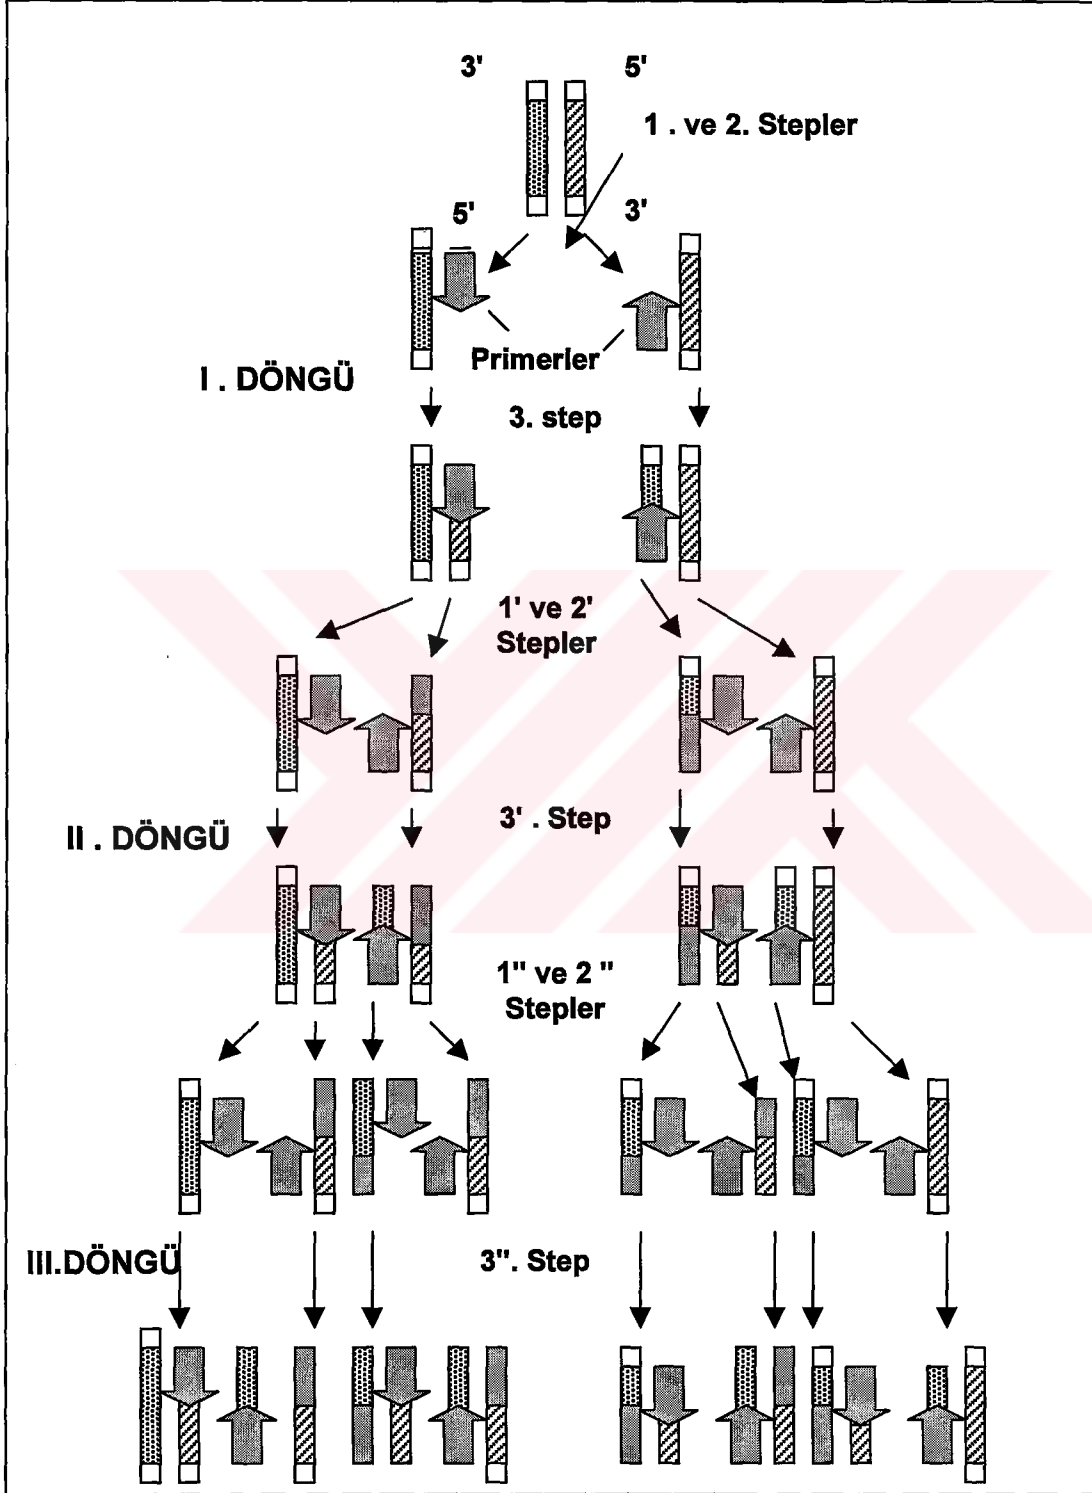 3' 5'
1 . ve 2. Stepler
5' 3'
Primerler
I . DÖNGÜ
3. step
1' ve 2'
Stepler
3' . Step
II . DÖNGÜ
1" ve 2 "
Stepler
III.DÖNGÜ
3". Step